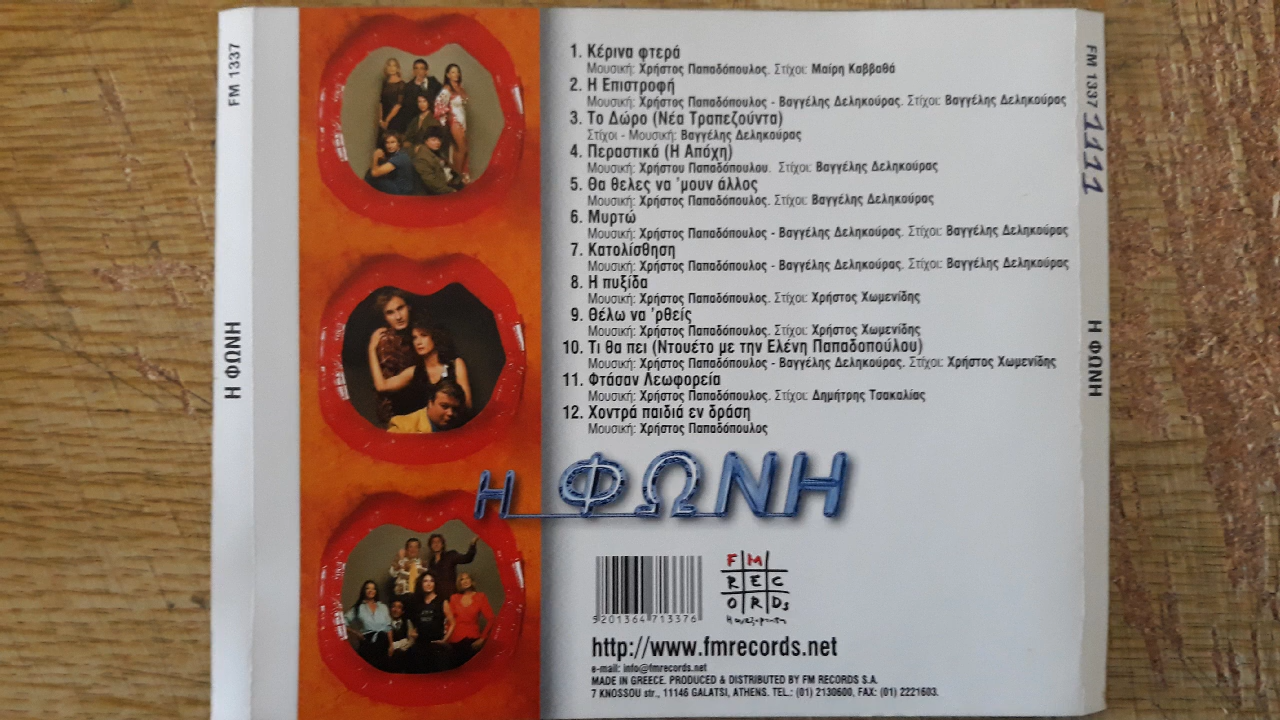 FM 1337
Η ΦΩΝΗ
1. Κέρινα φτερά
Μουσική: Χρήστος Παπαδόπουλος. Στίχοι: Μαίρη Καββαθά
2. Η Επιστροφή
Μουσική: Χρήστος Παπαδόπουλος - Βαγγέλης Δεληκούρας. Στίχοι: Βαγγέλης Δεληκούρας
3. Το Δώρο (Νέα Τραπεζούντα)
Στίχοι - Μουσική: Βαγγέλης Δεληκούρας
4. Περαστικά (Η Απόχη)
Μουσική: Χρήστου Παπαδόπουλου. Στίχοι: Βαγγέλης Δεληκούρας
5. Θα θελες να 'μουν άλλος
Μουσική: Χρήστος Παπαδόπουλος. Στίχοι: Βαγγέλης Δεληκούρας
6. Μυρτώ
Μουσική: Χρήστος Παπαδόπουλος - Βαγγέλης Δεληκούρας. Στίχοι: Βαγγέλης Δεληκούρας
7. Κατολίσθηση
Μουσική: Χρήστος Παπαδόπουλος - Βαγγέλης Δεληκούρας. Στίχοι: Βαγγέλης Δεληκούρας
8. Η πυξίδα
Μουσική: Χρήστος Παπαδόπουλος. Στίχοι: Χρήστος Χωμενίδης
9. Θέλω να 'ρθείς
Μουσική: Χρήστος Παπαδόπουλος. Στίχοι: Χρήστος Χωμενίδης
10. Τι θα πει (Ντουέτο με την Ελένη Παπαδοπούλου)
Μουσική: Χρήστος Παπαδόπουλος - Βαγγέλης Δεληκούρας. Στίχοι: Χρήστος Χωμενίδης
11. Φτάσαν Λεωφορεία
Μουσική: Χρήστος Παπαδόπουλος. Στίχοι: Δημήτρης Τσακαλίας
12. Χοντρά παιδιά εν δράση
Μουσική: Χρήστος Παπαδόπουλος
Η ΦΩΝΗ
5201364 713376
FM
REC
ORDs
http://www.fmrecords.net
e-mail: info@fmrecords.net
MADE IN GREECE. PRODUCED & DISTRIBUTED BY FM RECORDS S.A.
7 KNOSSOU str., 11146 GALATSI, ATHENS. TEL.: (01) 2130600, FAX: (01) 2221603.
FM 1337 1111
Η ΦΩΝΗ